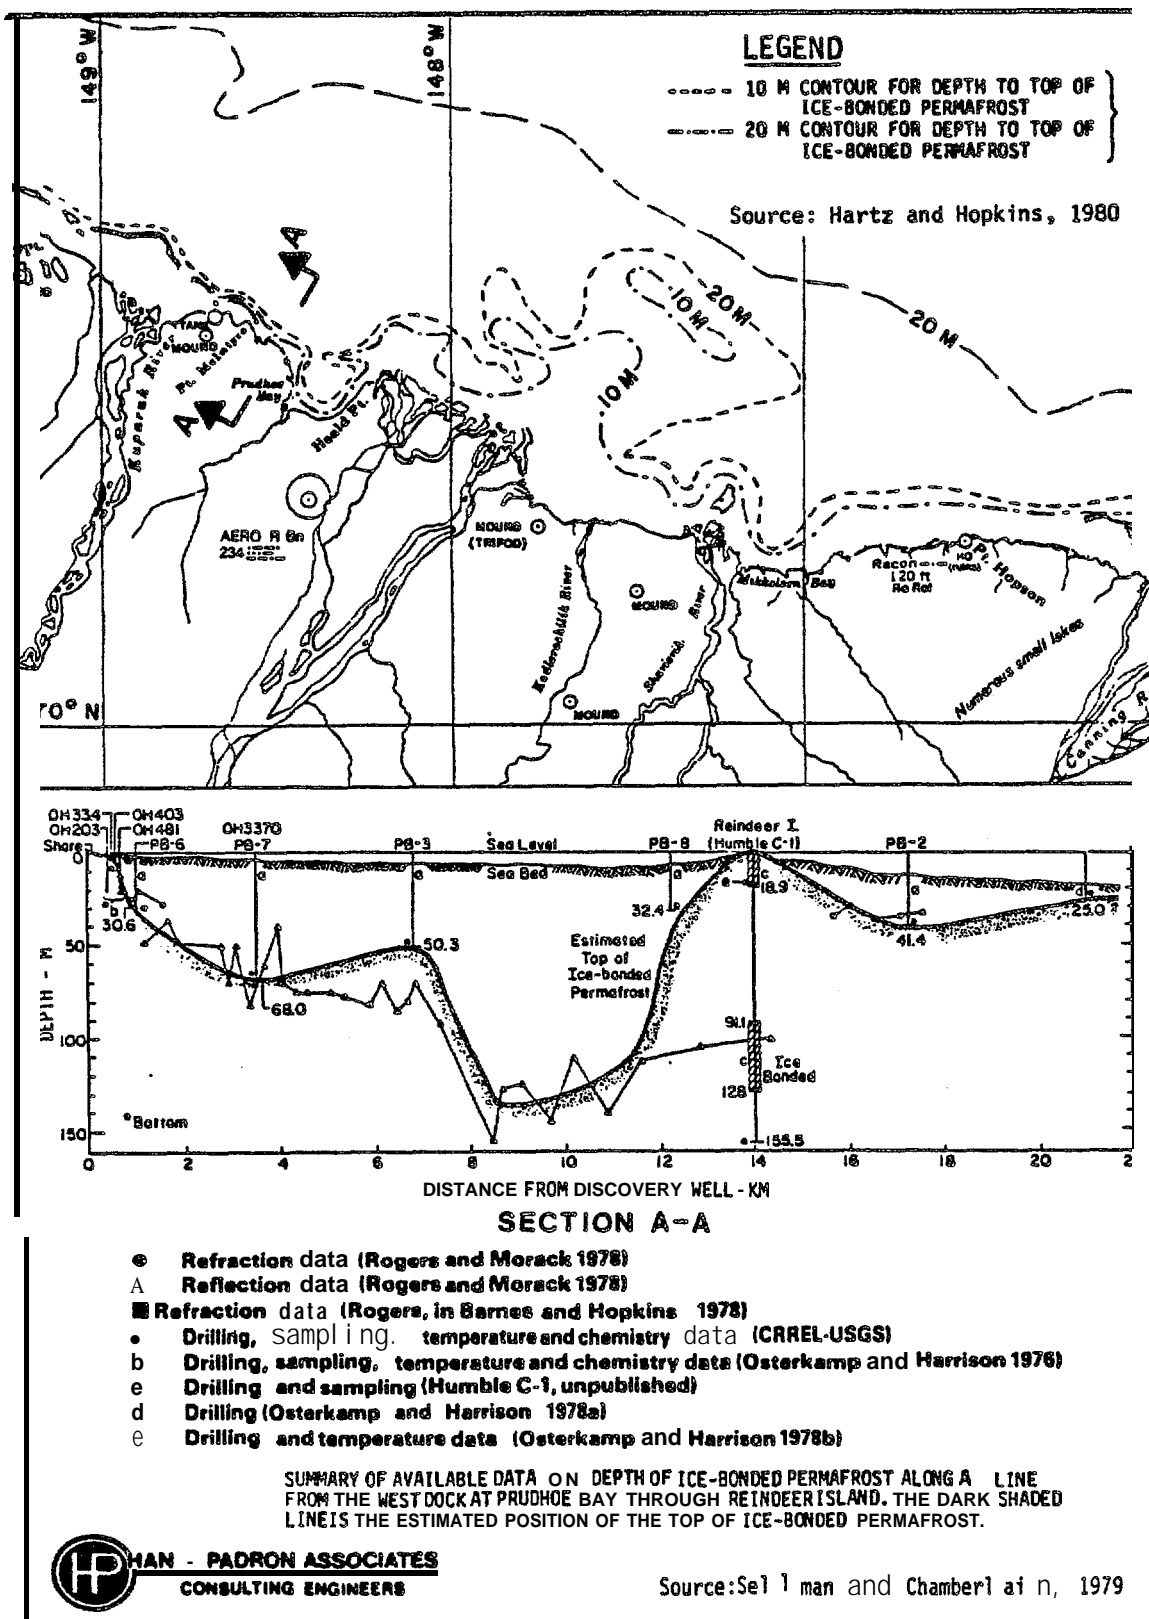 LEGEND
10 M CONTOUR FOR DEPTH TO TOP OF
ICE-BONDED PERMAFROST
20 M CONTOUR FOR DEPTH TO TOP OF
ICE-BONDED PERMAFROST
Source: Hartz and Hopkins, 1980
149° W
148° W
A
A
20 M
10 M
20 M
10 M
MOUND
Pt. McIntyre
Kuparuk River
Prudhoe
Bay
Heald Pt.
AERO R Bn
234
MOUND
(TRIPOD)
Kadleroshilik River
MOUND
MOUND
River
Mikkelsen Bay
Racon
120 ft
Ro Ref
Pt. Hopson
Numerous small lakes
Canning R
70° N
OH334
OH403
OH203
OH481
OH3370
Shore
PB-6
PB-7
PB-3
Sea Level
PB-8
Reindeer I.
(Humble C-1)
PB-2
Sea Bed
0
50
100
150
DEPTH - M
30.6
68.0
50.3
32.4
18.9
41.4
25.0
Estimated
Top of
Ice-bonded
Permafrost
91.1
128
155.5
Ice
Bonded
Bottom
0 2 4 6 8 10 12 14 16 18 20 2
DISTANCE FROM DISCOVERY WELL - KM
SECTION A-A
Refraction data (Rogers and Morack 1978)
A Reflection data (Rogers and Morack 1978)
■ Refraction data (Rogers, in Barnes and Hopkins 1978)
• Drilling, sampling. temperature and chemistry data (CRREL-USGS)
b Drilling, sampling, temperature and chemistry data (Osterkamp and Harrison 1976)
e Drilling and sampling (Humble C-1, unpublished)
d Drilling (Osterkamp and Harrison 1978a)
e Drilling and temperature data (Osterkamp and Harrison 1978b)
SUMMARY OF AVAILABLE DATA ON DEPTH OF ICE-BONDED PERMAFROST ALONG A LINE
FROM THE WEST DOCK AT PRUDHOE BAY THROUGH REINDEER ISLAND. THE DARK SHADED
LINE IS THE ESTIMATED POSITION OF THE TOP OF ICE-BONDED PERMAFROST.
HP
HAN - PADRON ASSOCIATES
CONSULTING ENGINEERS
Source: Sellman and Chamberlain, 1979